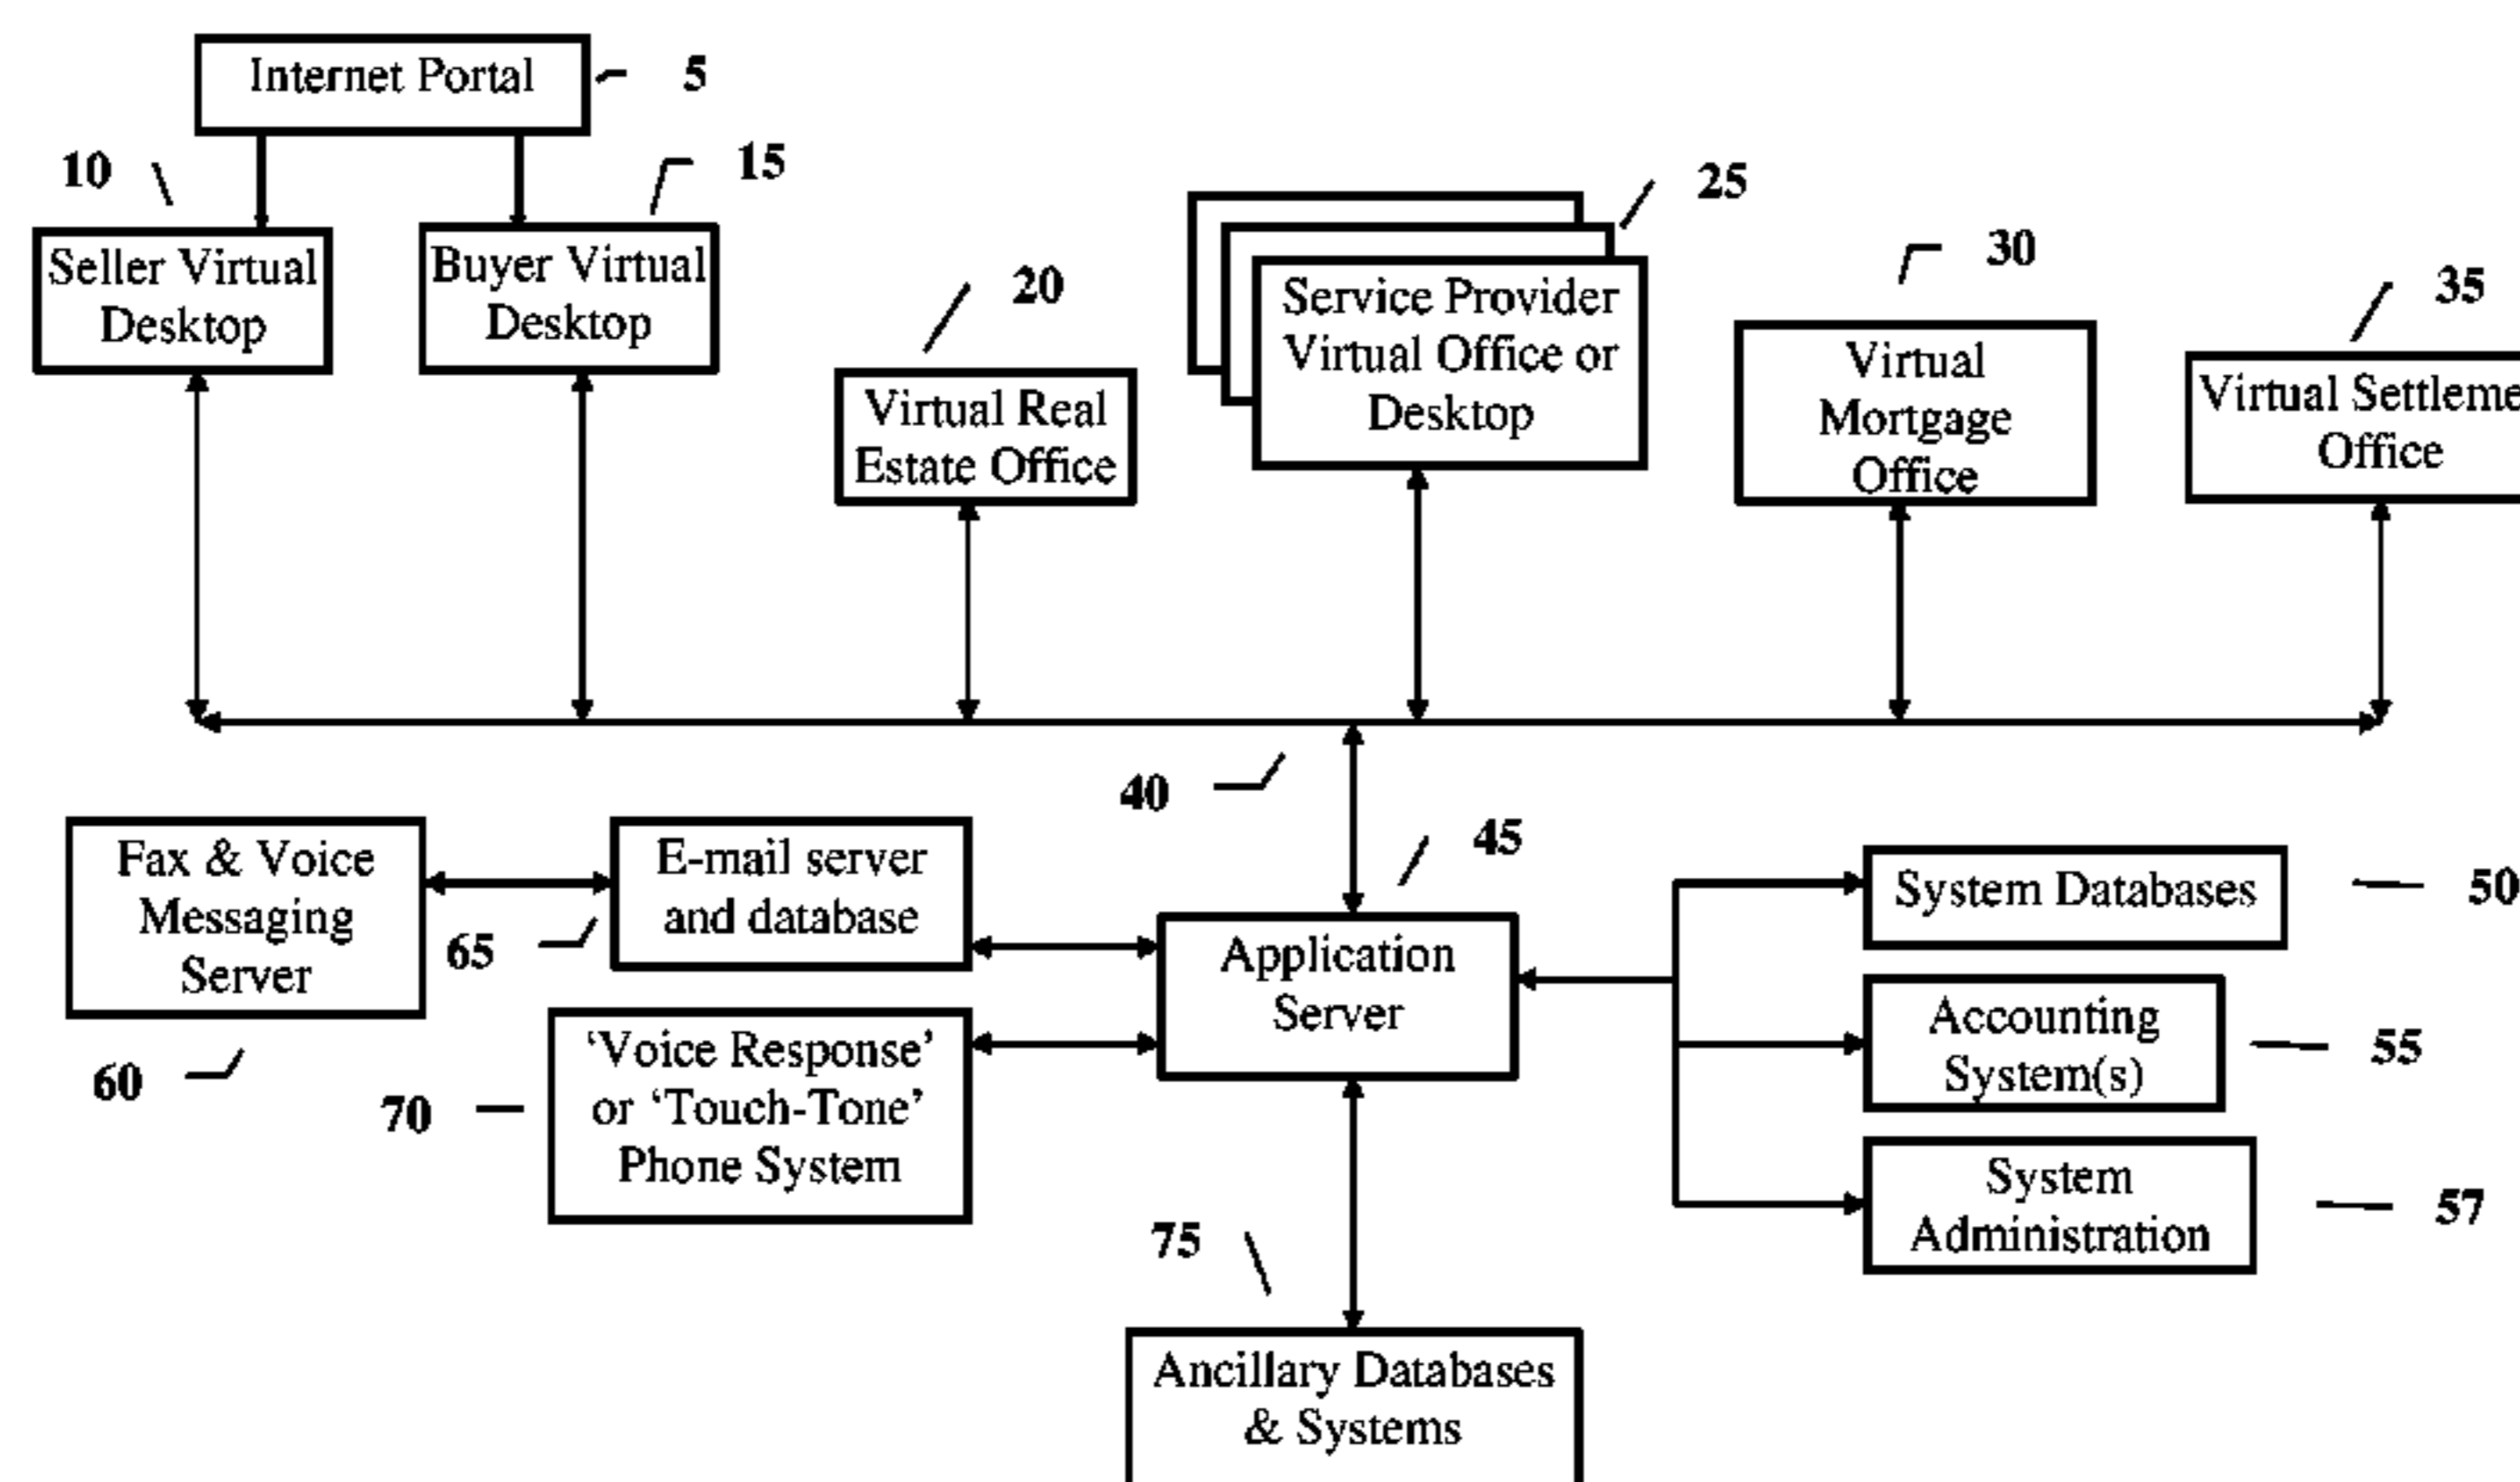 Internet Portal
5
10
15
25
Seller Virtual
Desktop
Buyer Virtual
Desktop
20
Service Provider
Virtual Office or
Desktop
30
35
Virtual Real
Estate Office
Virtual
Mortgage
Office
Virtual Settleme
Office
40
45
Fax & Voice
Messaging
Server
60
E-mail server
and database
65
'Voice Response'
or 'Touch-Tone'
Phone System
70
Application
Server
System Databases
50
Accounting
System(s)
55
System
Administration
57
75
Ancillary Databases
& Systems